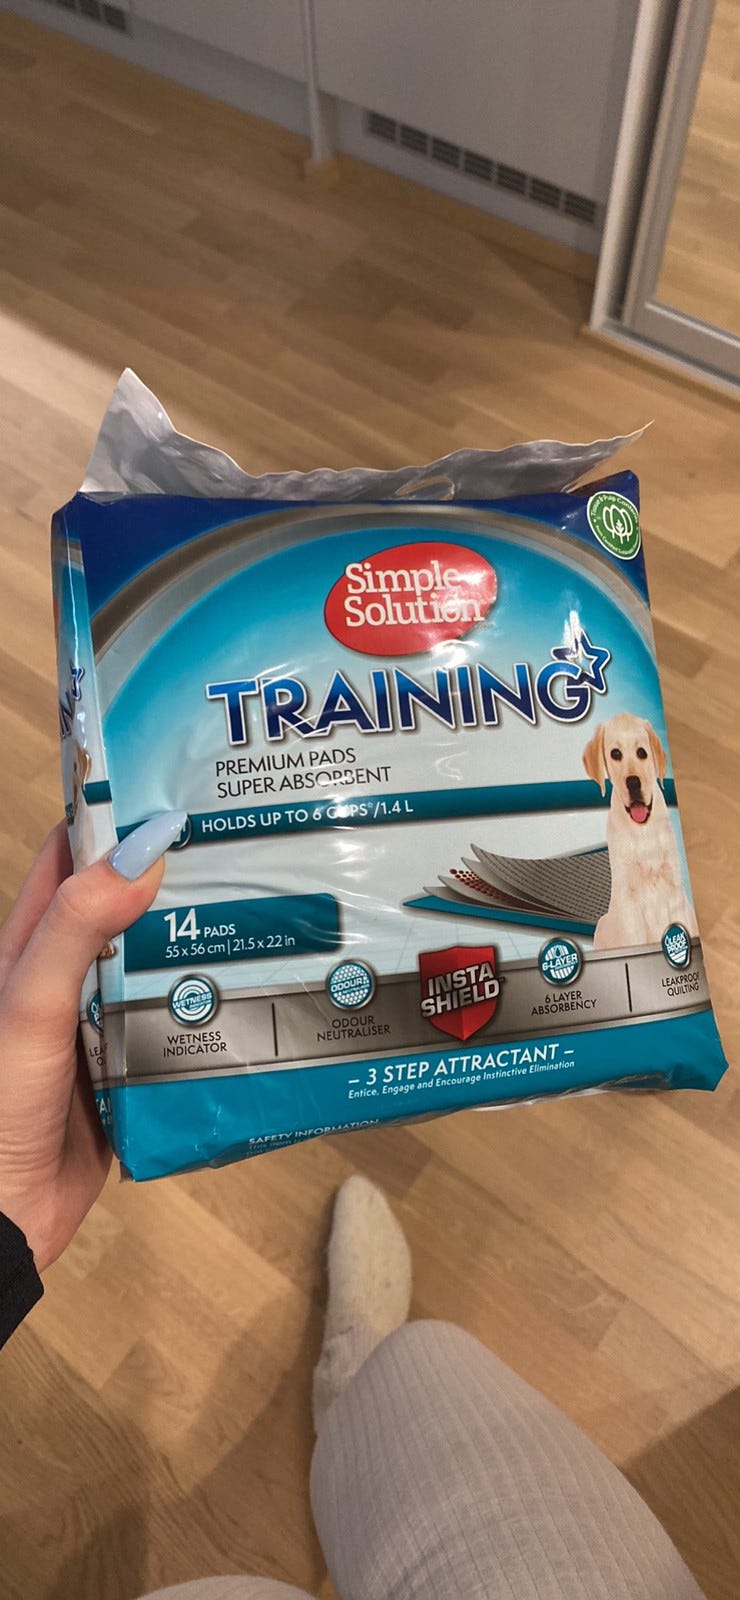 Simple
Solution
TRAINING
PREMIUM PADS
SUPER ABSORBENT
HOLDS UP TO 6 CUPS*/1.4 L
14 PADS
55 x 56 cm | 21.5 x 22 in
WETNESS
WETNESS
INDICATOR
ODOUR
ODOUR
NEUTRALISER
INSTA
SHIELD
6-LAYER
6 LAYER
ABSORBENCY
LEAK
PROOF
LEAKPROOF
QUILTING
– 3 STEP ATTRACTANT –
Entice, Engage and Encourage Instinctive Elimination
SAFETY INFORMATION